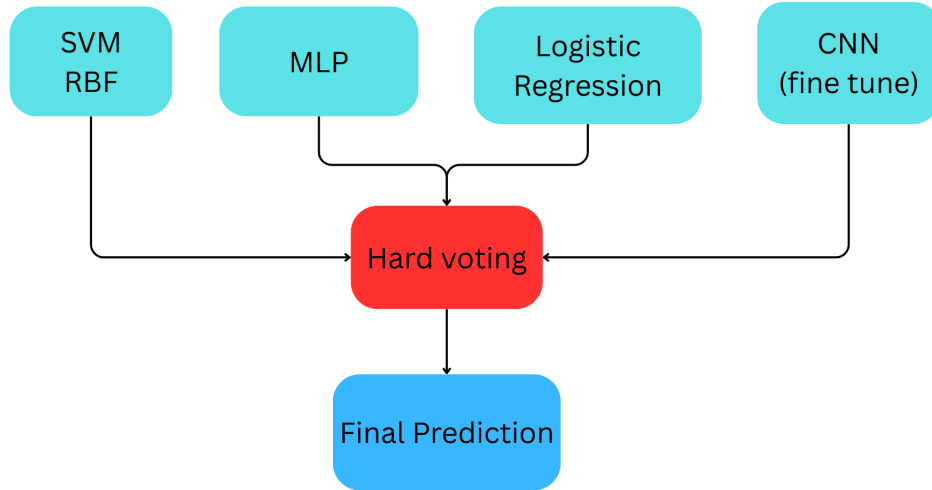 SVM
RBF
MLP
Logistic
Regression
CNN
(fine tune)
Hard voting
Final Prediction